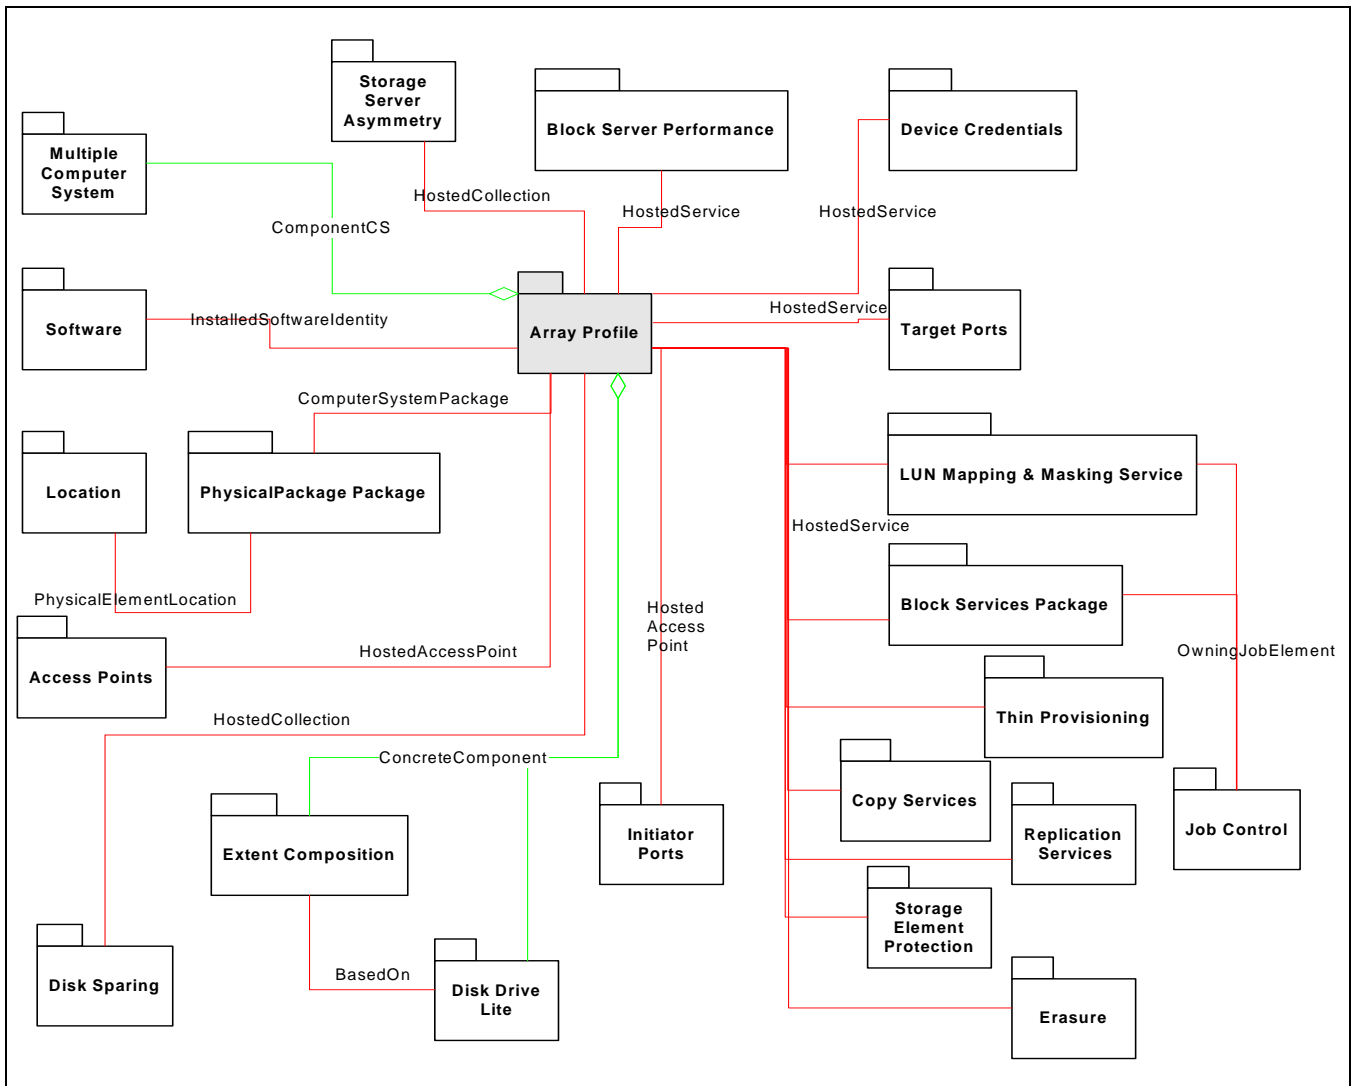 Storage
Server
Asymmetry
Block Server Performance
Device Credentials
Multiple
Computer
System
HostedCollection
HostedService
HostedService
ComponentCS
Software
InstalledSoftwareIdentity
Array Profile
HostedService
Target Ports
ComputerSystemPackage
Location
PhysicalPackage Package
LUN Mapping & Masking Service
HostedService
PhysicalElementLocation
Hosted
Access
Point
Block Services Package
OwningJobElement
Access Points
HostedAccessPoint
HostedCollection
Thin Provisioning
ConcreteComponent
Copy Services
Extent Composition
Initiator
Ports
Replication
Services
Job Control
Storage
Element
Protection
BasedOn
Disk Sparing
Disk Drive
Lite
Erasure